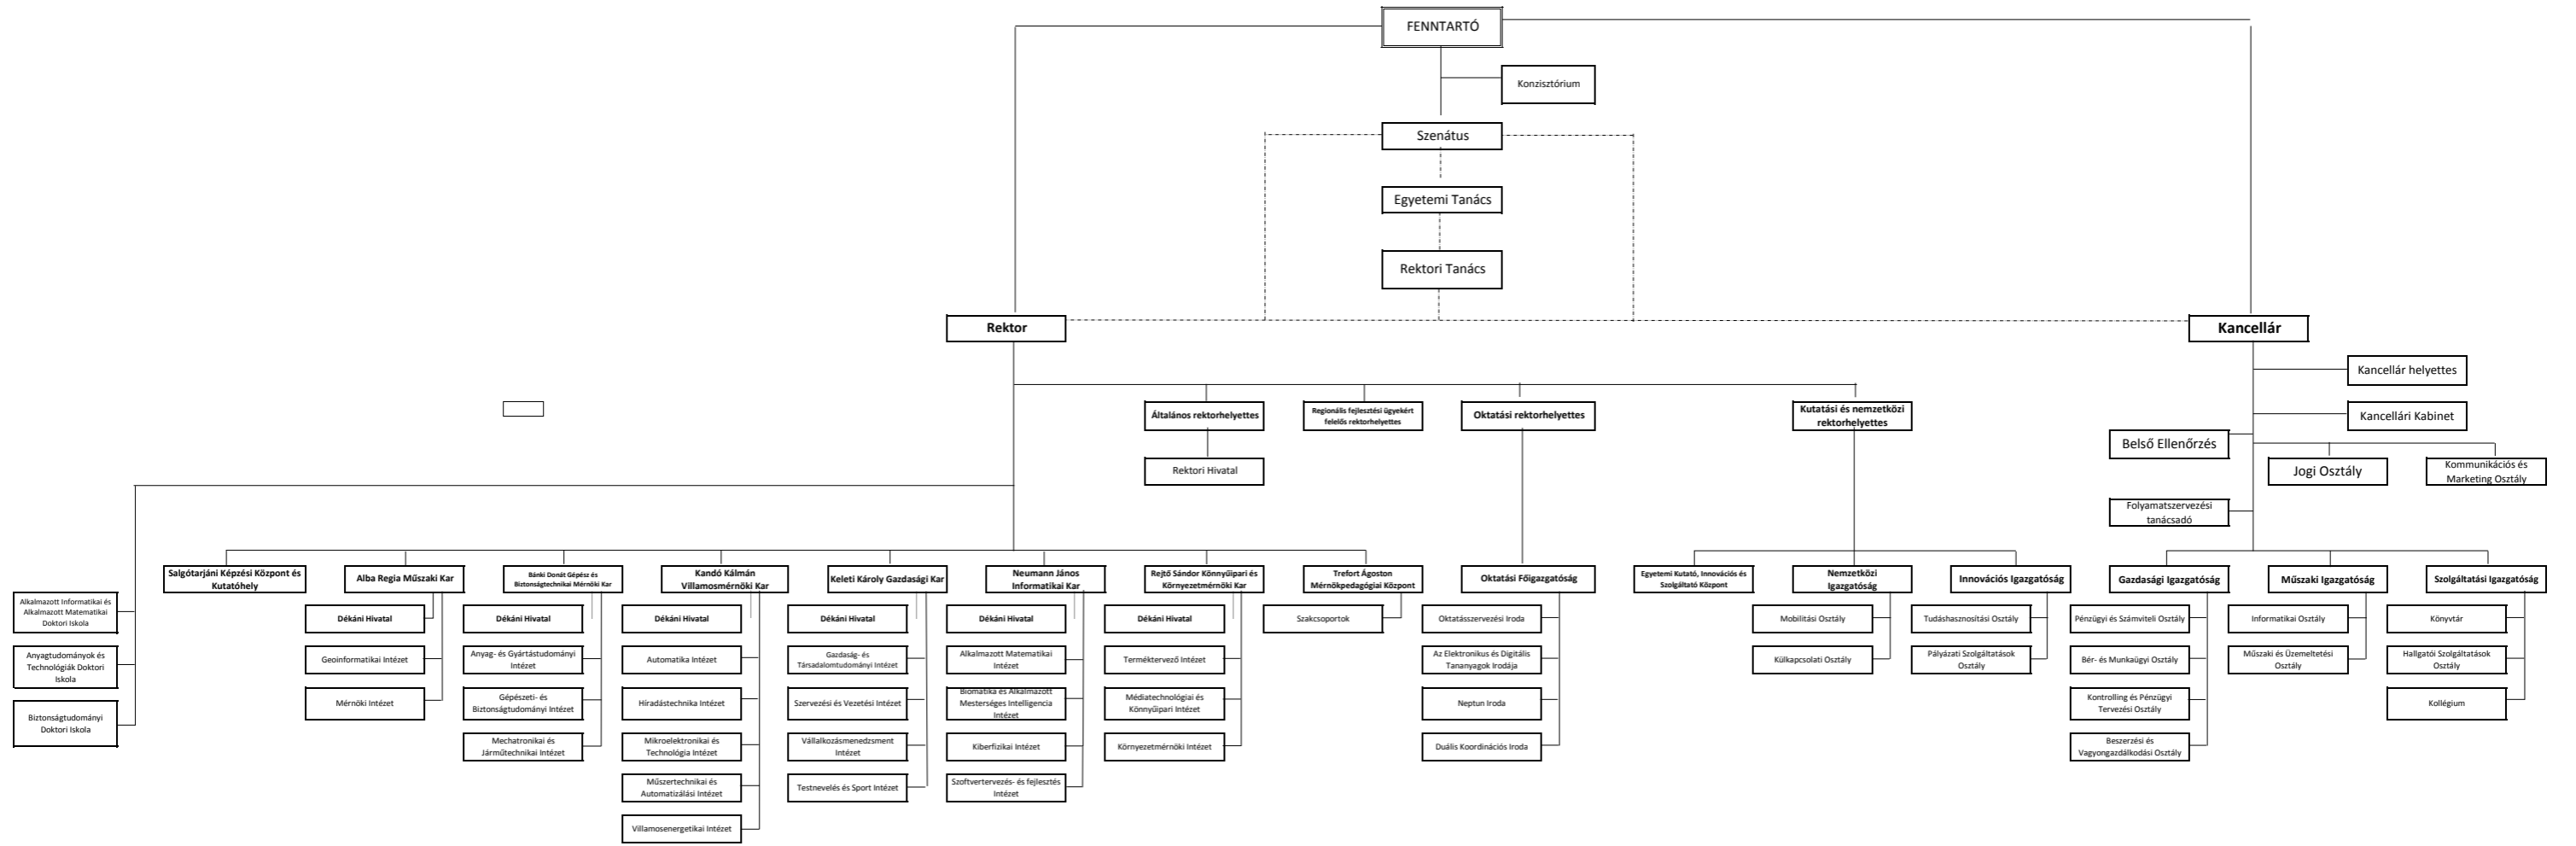 FENNTARTÓ
Konzisztórium
Szenátus
Egyetemi Tanács
Rektori Tanács
Rektor
Kancellár
Kancellár helyettes
Kancellári Kabinet
Belső Ellenőrzés
Jogi Osztály
Kommunikációs és
Marketing Osztály
Folyamatszervezési
tanácsadó
Általános rektorhelyettes
Regionális fejlesztési ügyekért
felelős rektorhelyettes
Oktatási rektorhelyettes
Kutatási és nemzetközi
rektorhelyettes
Rektori Hivatal
Alkalmazott Informatikai és
Alkalmazott Matematikai
Doktori Iskola
Anyagtudományok és
Technológiák Doktori
Iskola
Biztonságtudományi
Doktori Iskola
Salgótarjáni Képzési Központ és
Kutatóhely
Alba Regia Műszaki Kar
Dékáni Hivatal
Geoinformatikai Intézet
Mérnöki Intézet
Bánki Donát Gépész és
Biztonságtechnikai Mérnöki Kar
Dékáni Hivatal
Anyag- és Gyártástudományi
Intézet
Gépészeti- és
Biztonságtudományi Intézet
Mechatronikai és
Járműtechnikai Intézet
Kandó Kálmán
Villamosmérnöki Kar
Dékáni Hivatal
Automatika Intézet
Híradástechnika Intézet
Mikroelektronikai és
Technológia Intézet
Műszertechnikai és
Automatizálási Intézet
Villamosenergetikai Intézet
Keleti Károly Gazdasági Kar
Dékáni Hivatal
Gazdaság- és
Társadalomtudományi Intézet
Szervezési és Vezetési Intézet
Vállalkozásmenedzsment
Intézet
Testnevelés és Sport Intézet
Neumann János
Informatikai Kar
Dékáni Hivatal
Alkalmazott Matematikai
Intézet
Biomatika és Alkalmazott
Mesterséges Intelligencia
Intézet
Kiberfizikai Intézet
Szoftvertervezés- és fejlesztés
Intézet
Rejtő Sándor Könnyűipari és
Környezetmérnöki Kar
Dékáni Hivatal
Terméktervező Intézet
Médiatechnológiai és
Könnyűipari Intézet
Környezetmérnöki Intézet
Trefort Ágoston
Mérnökpedagógiai Központ
Szakcsoportok
Oktatási Főigazgatóság
Oktatásszervezési Iroda
Az Elektronikus és Digitális
Tananyagok Irodája
Neptun Iroda
Duális Koordinációs Iroda
Egyetemi Kutató, Innovációs és
Szolgáltató Központ
Nemzetközi
Igazgatóság
Mobilitási Osztály
Külkapcsolati Osztály
Innovációs Igazgatóság
Tudáshasznosítási Osztály
Pályázati Szolgáltatások
Osztály
Gazdasági Igazgatóság
Pénzügyi és Számviteli Osztály
Bér- és Munkaügyi Osztály
Kontrolling és Pénzügyi
Tervezési Osztály
Beszerzési és
Vagyongazdálkodási Osztály
Műszaki Igazgatóság
Informatikai Osztály
Műszaki és Üzemeltetési
Osztály
Szolgáltatási Igazgatóság
Könyvtár
Hallgatói Szolgáltatások
Osztály
Kollégium